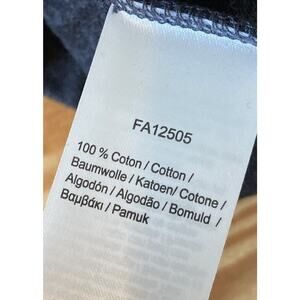 FA12505
100 % Coton / Cotton /
Baumwolle / Katoen / Cotone /
Algodón / Algodão / Bomuld /
Βαμβάκι / Pamuk